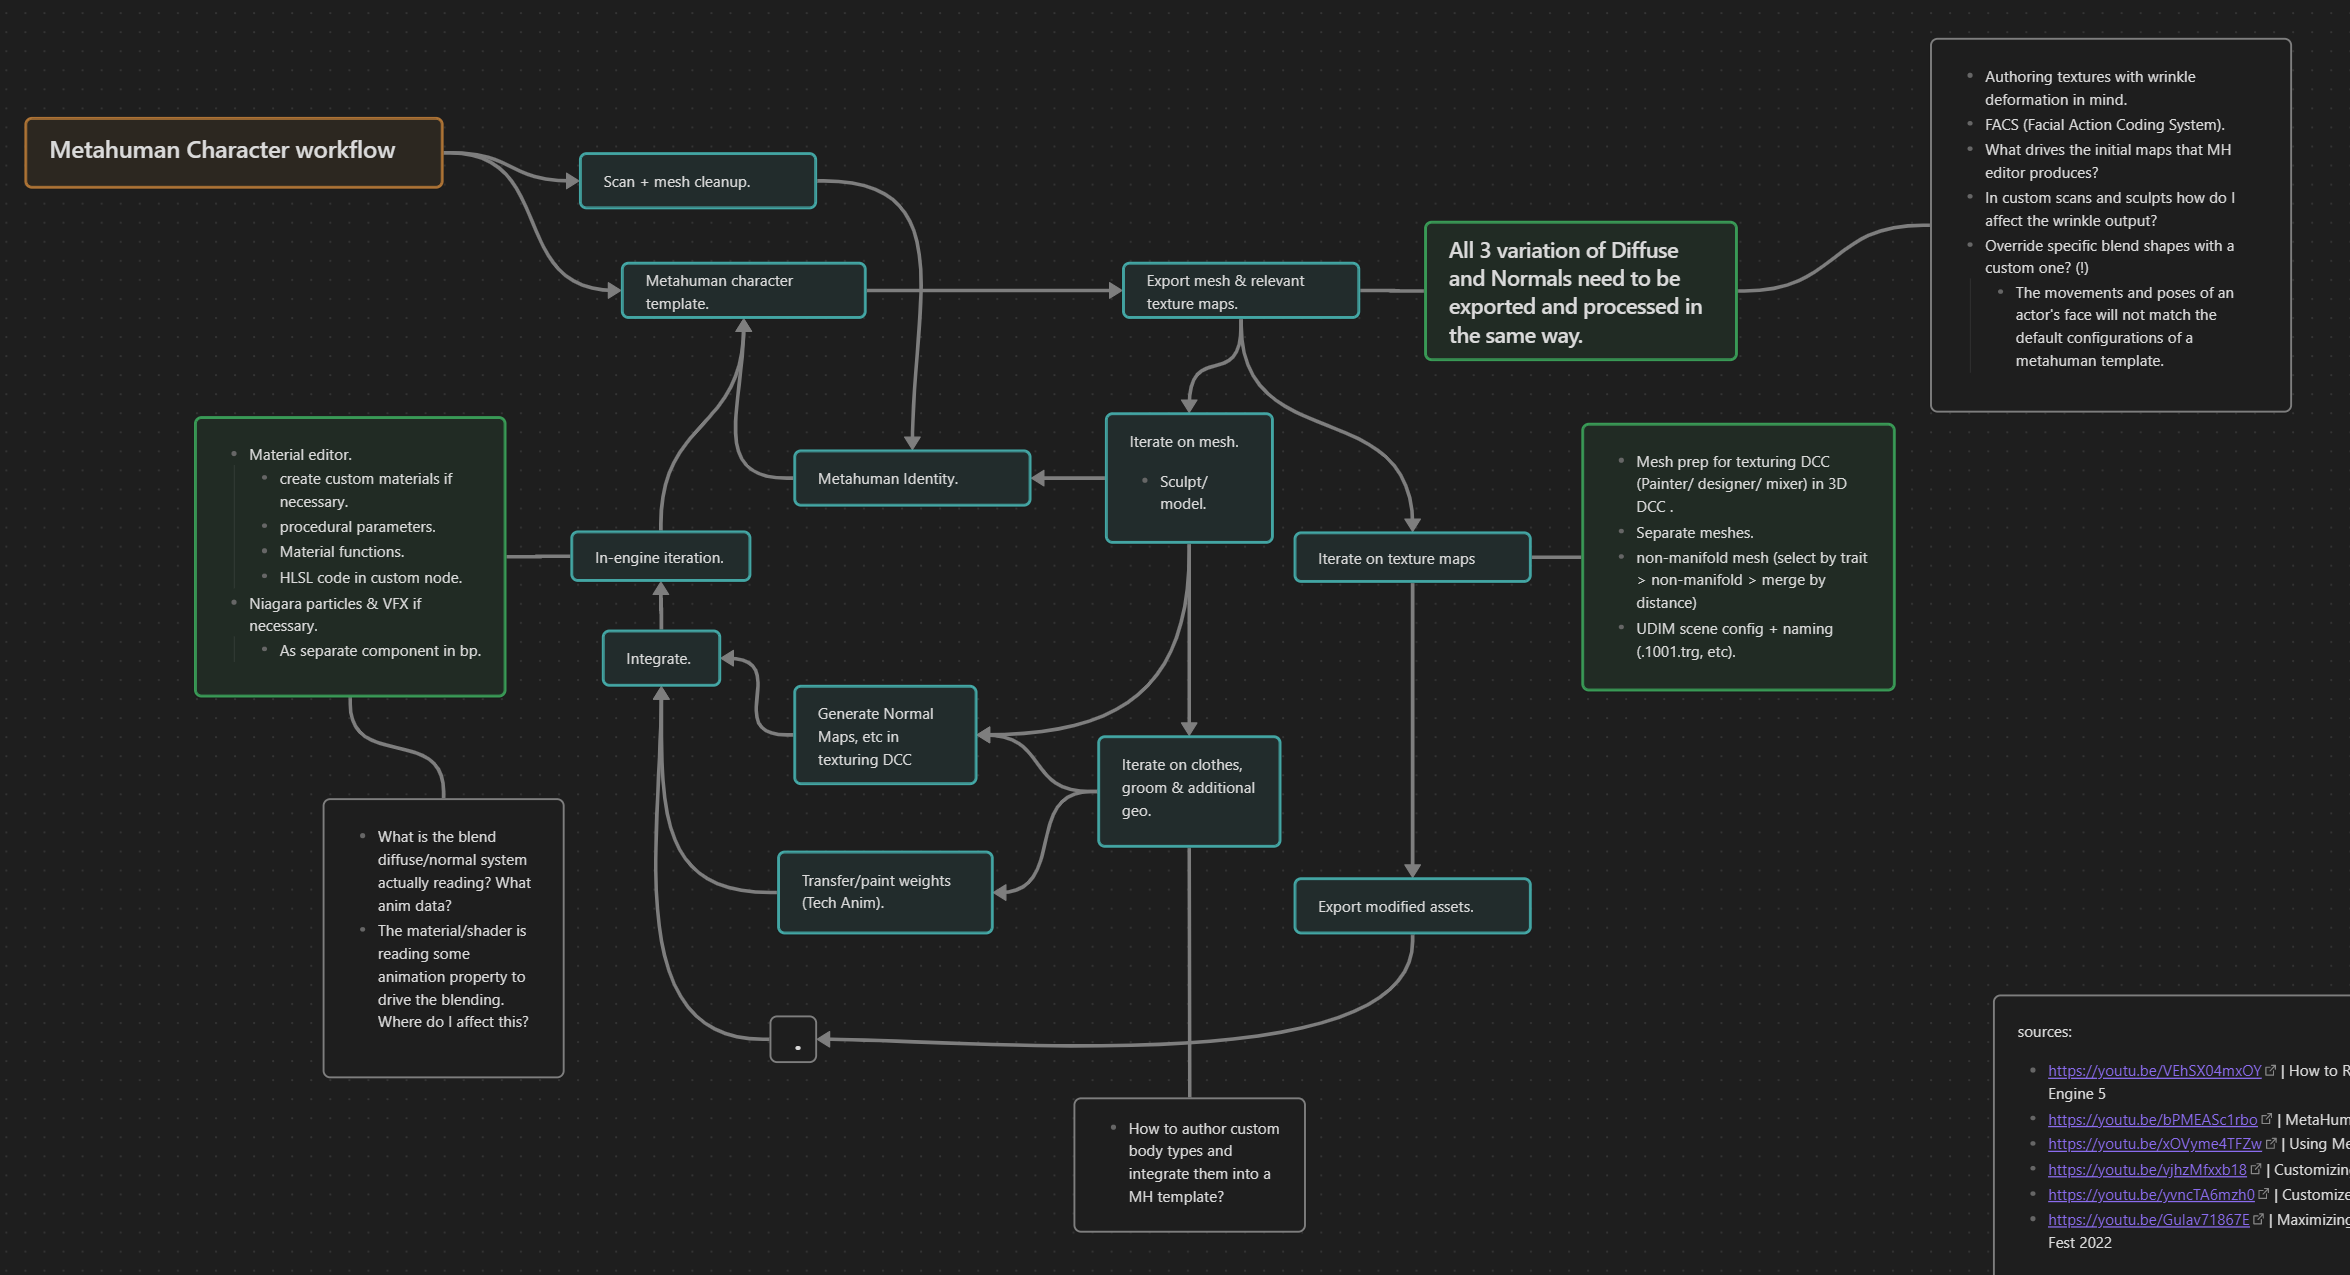 Metahuman Character workflow
Scan + mesh cleanup.
Metahuman character
template.
Export mesh & relevant
texture maps.
All 3 variation of Diffuse
and Normals need to be
exported and processed in
the same way.
Authoring textures with wrinkle
deformation in mind.
FACS (Facial Action Coding System).
What drives the initial maps that MH
editor produces?
In custom scans and sculpts how do I
affect the wrinkle output?
Override specific blend shapes with a
custom one? (!)
The movements and poses of an
actor's face will not match the
default configurations of a
metahuman template.
Material editor.
create custom materials if
necessary.
procedural parameters.
Material functions.
HLSL code in custom node.
Niagara particles & VFX if
necessary.
As separate component in bp.
In-engine iteration.
Metahuman Identity.
Iterate on mesh.
Sculpt/
model.
Iterate on texture maps
Mesh prep for texturing DCC
(Painter/ designer/ mixer) in 3D
DCC .
Separate meshes.
non-manifold mesh (select by trait
> non-manifold > merge by
distance)
UDIM scene config + naming
(.1001.trg, etc).
Integrate.
Generate Normal
Maps, etc in
texturing DCC
Iterate on clothes,
groom & additional
geo.
Transfer/paint weights
(Tech Anim).
Export modified assets.
What is the blend
diffuse/normal system
actually reading? What
anim data?
The material/shader is
reading some
animation property to
drive the blending.
Where do I affect this?
.
How to author custom
body types and
integrate them into a
MH template?
sources:
https://youtu.be/VEhSX04mxOY | How to R
Engine 5
https://youtu.be/bPMEASc1rbo | MetaHum
https://youtu.be/xOVyme4TFZw | Using Me
https://youtu.be/vjhzMfxxb18 | Customizin
https://youtu.be/yvncTA6mzh0 | Customize
https://youtu.be/Gulav71867E | Maximizing
Fest 2022